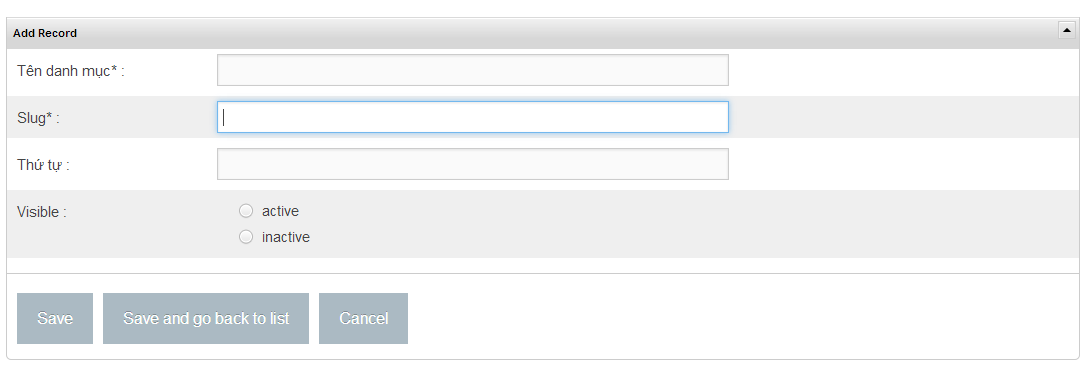 Add Record
Tên danh mục* :
Slug* :
Thứ tự :
Visible :
active
inactive
Save
Save and go back to list
Cancel